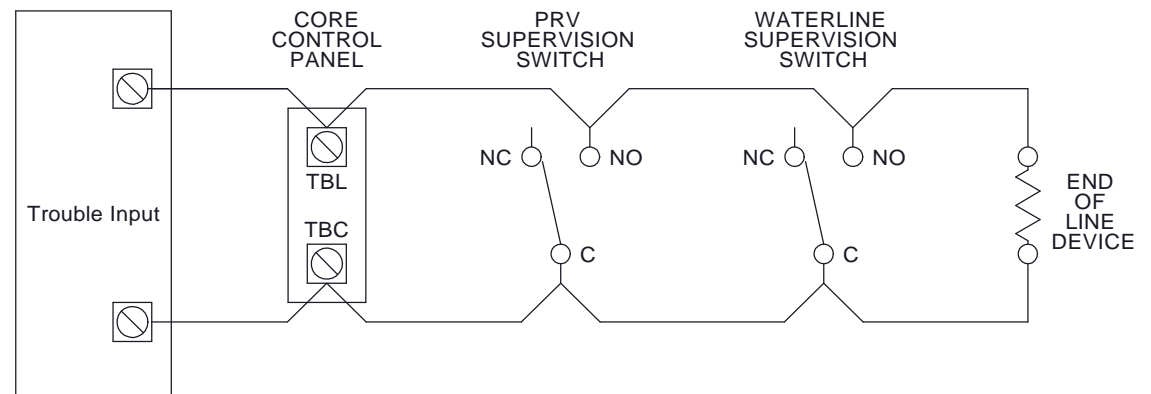 CORE
CONTROL
PANEL
PRV
SUPERVISION
SWITCH
WATERLINE
SUPERVISION
SWITCH
NC
NO
NC
NO
TBL
Trouble Input
TBC
C
C
END
OF
LINE
DEVICE